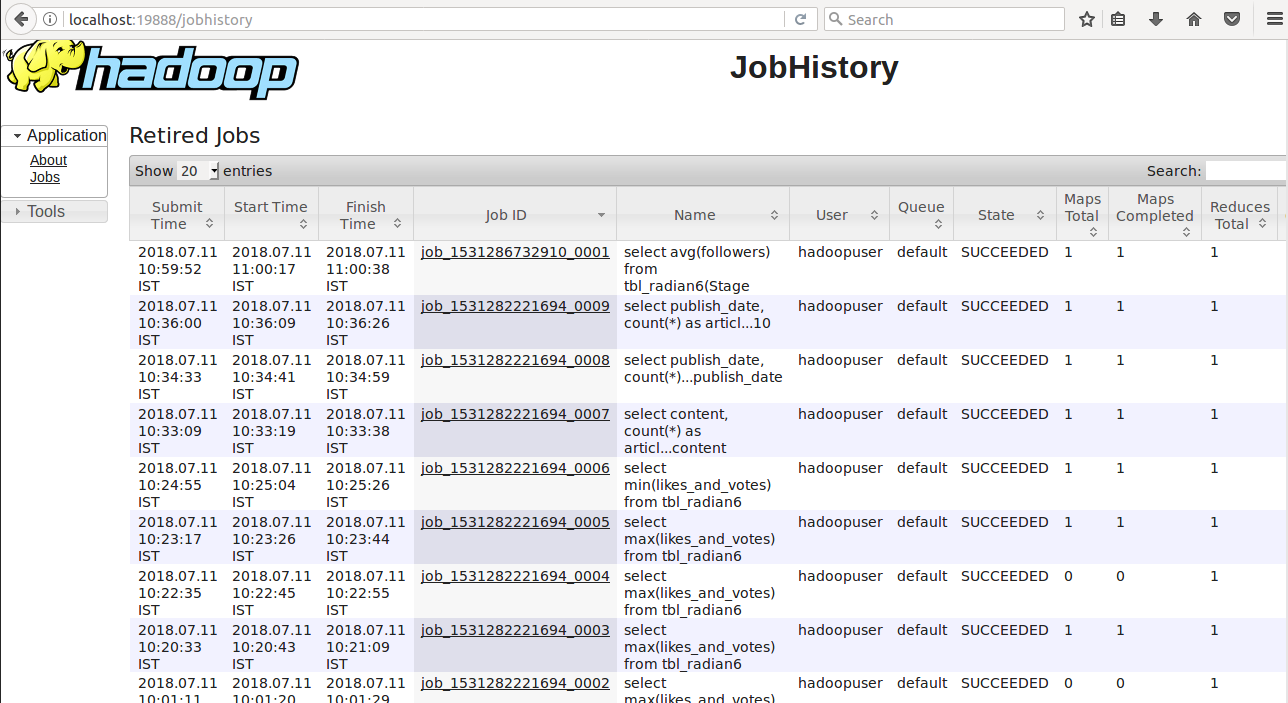 localhost:19888/jobhistory
Search
hadoop
JobHistory
Application
About
Jobs
Tools
Retired Jobs
Show 20 entries
Search:
Submit Time Start Time Finish Time Job ID Name User Queue State Maps Total Maps Completed Reduces Total
2018.07.11 2018.07.11 2018.07.11 job_1531286732910_0001 select avg(followers) hadoopuser default SUCCEEDED 1 1 1
10:59:52 11:00:17 11:00:38 from
IST IST IST tbl_radian6(Stage
2018.07.11 2018.07.11 2018.07.11 job_1531282221694_0009 select publish_date, hadoopuser default SUCCEEDED 1 1 1
10:36:00 10:36:09 10:36:26 count(*) as articl...10
IST IST IST
2018.07.11 2018.07.11 2018.07.11 job_1531282221694_0008 select publish_date, hadoopuser default SUCCEEDED 1 1 1
10:34:33 10:34:41 10:34:59 count(*)...publish_date
IST IST IST
2018.07.11 2018.07.11 2018.07.11 job_1531282221694_0007 select content, hadoopuser default SUCCEEDED 1 1 1
10:33:09 10:33:19 10:33:38 count(*) as
IST IST IST articl...content
2018.07.11 2018.07.11 2018.07.11 job_1531282221694_0006 select hadoopuser default SUCCEEDED 1 1 1
10:24:55 10:25:04 10:25:26 min(likes_and_votes)
IST IST IST from tbl_radian6
2018.07.11 2018.07.11 2018.07.11 job_1531282221694_0005 select hadoopuser default SUCCEEDED 1 1 1
10:23:17 10:23:26 10:23:44 max(likes_and_votes)
IST IST IST from tbl_radian6
2018.07.11 2018.07.11 2018.07.11 job_1531282221694_0004 select hadoopuser default SUCCEEDED 0 0 1
10:22:35 10:22:45 10:22:55 max(likes_and_votes)
IST IST IST from tbl_radian6
2018.07.11 2018.07.11 2018.07.11 job_1531282221694_0003 select hadoopuser default SUCCEEDED 1 1 1
10:20:33 10:20:43 10:21:09 max(likes_and_votes)
IST IST IST from tbl_radian6
2018.07.11 2018.07.11 2018.07.11 job_1531282221694_0002 select hadoopuser default SUCCEEDED 0 0 1
10:01:11 10:01:20 10:01:29 max(likes_and_votes)